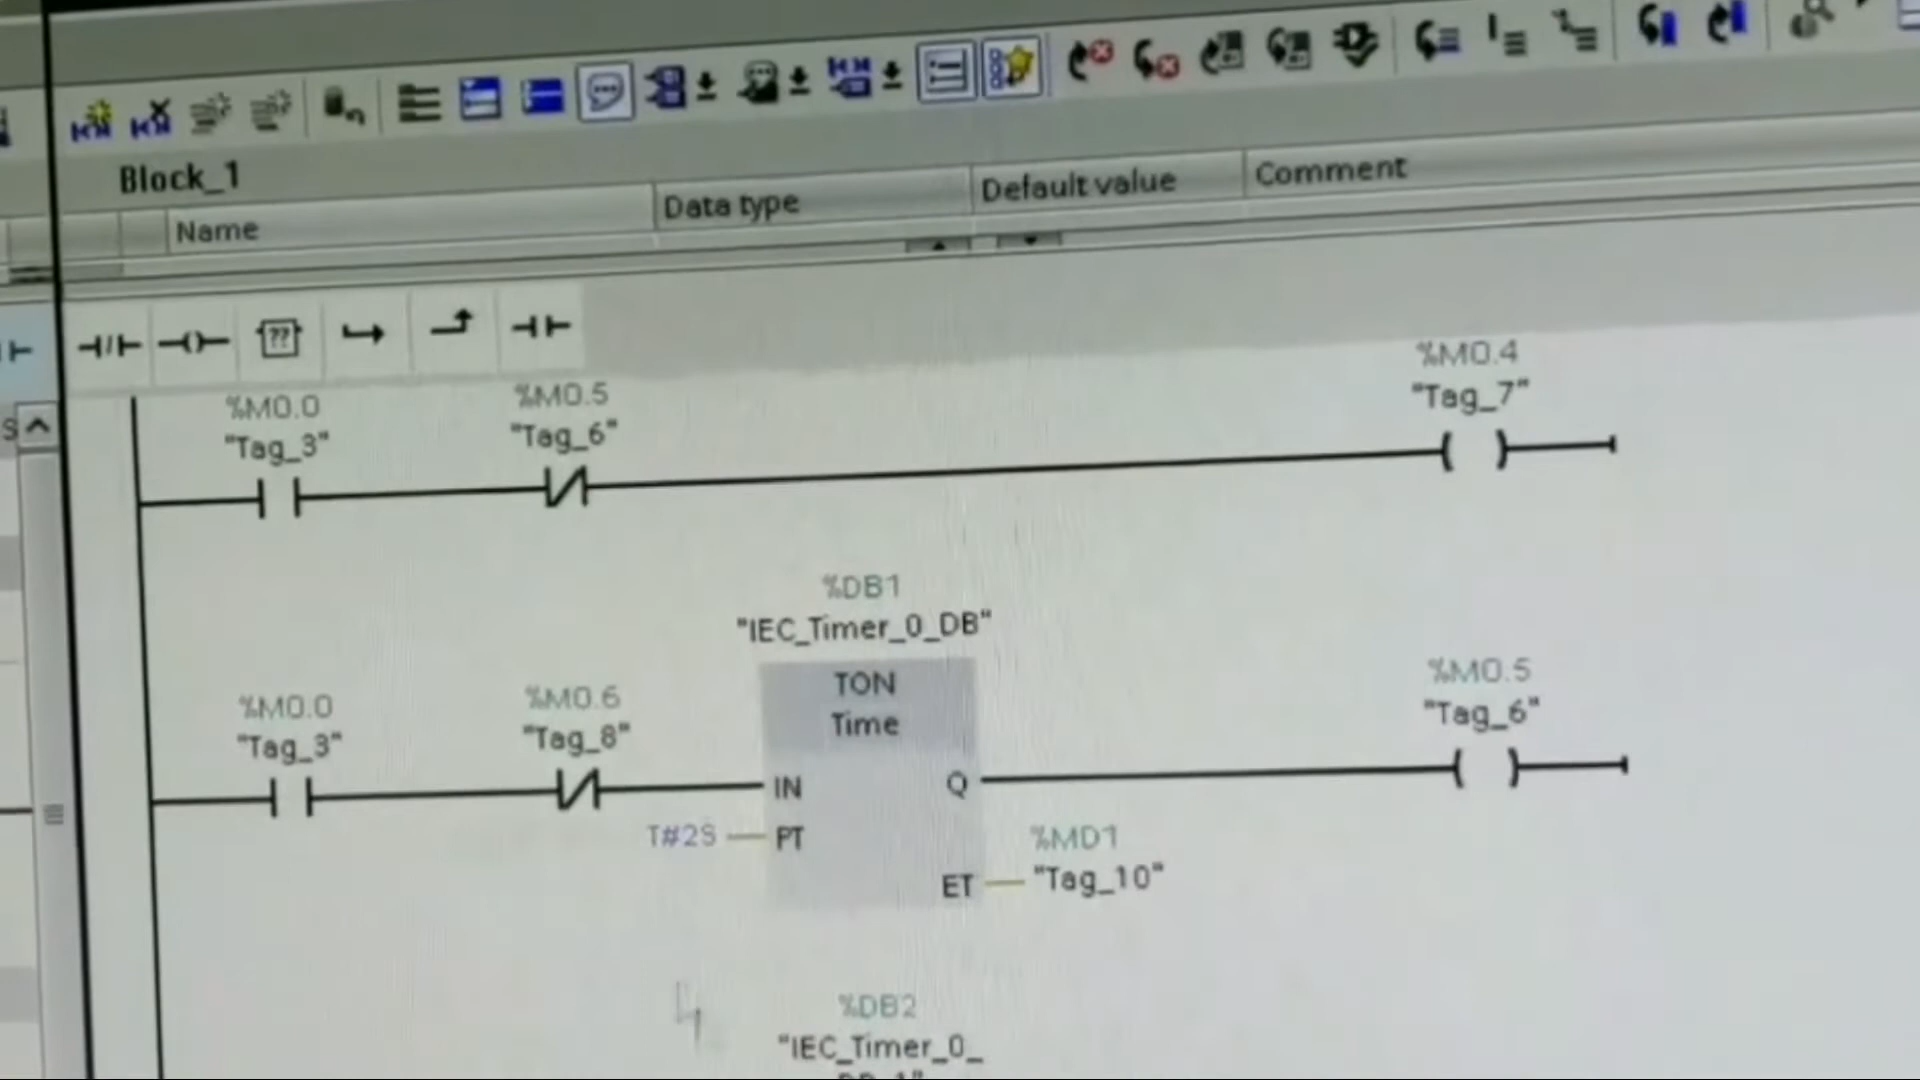 Block_1
Name Data type Default value Comment
??
%M0.0 %M0.5 %M0.4
"Tag_3" "Tag_6" "Tag_7"
%DB1
"IEC_Timer_0_DB"
TON
Time
%M0.0 %M0.6 %M0.5
"Tag_3" "Tag_8" "Tag_6"
IN Q
T#2S PT
%MD1
ET "Tag_10"
%DB2
"IEC_Timer_0_